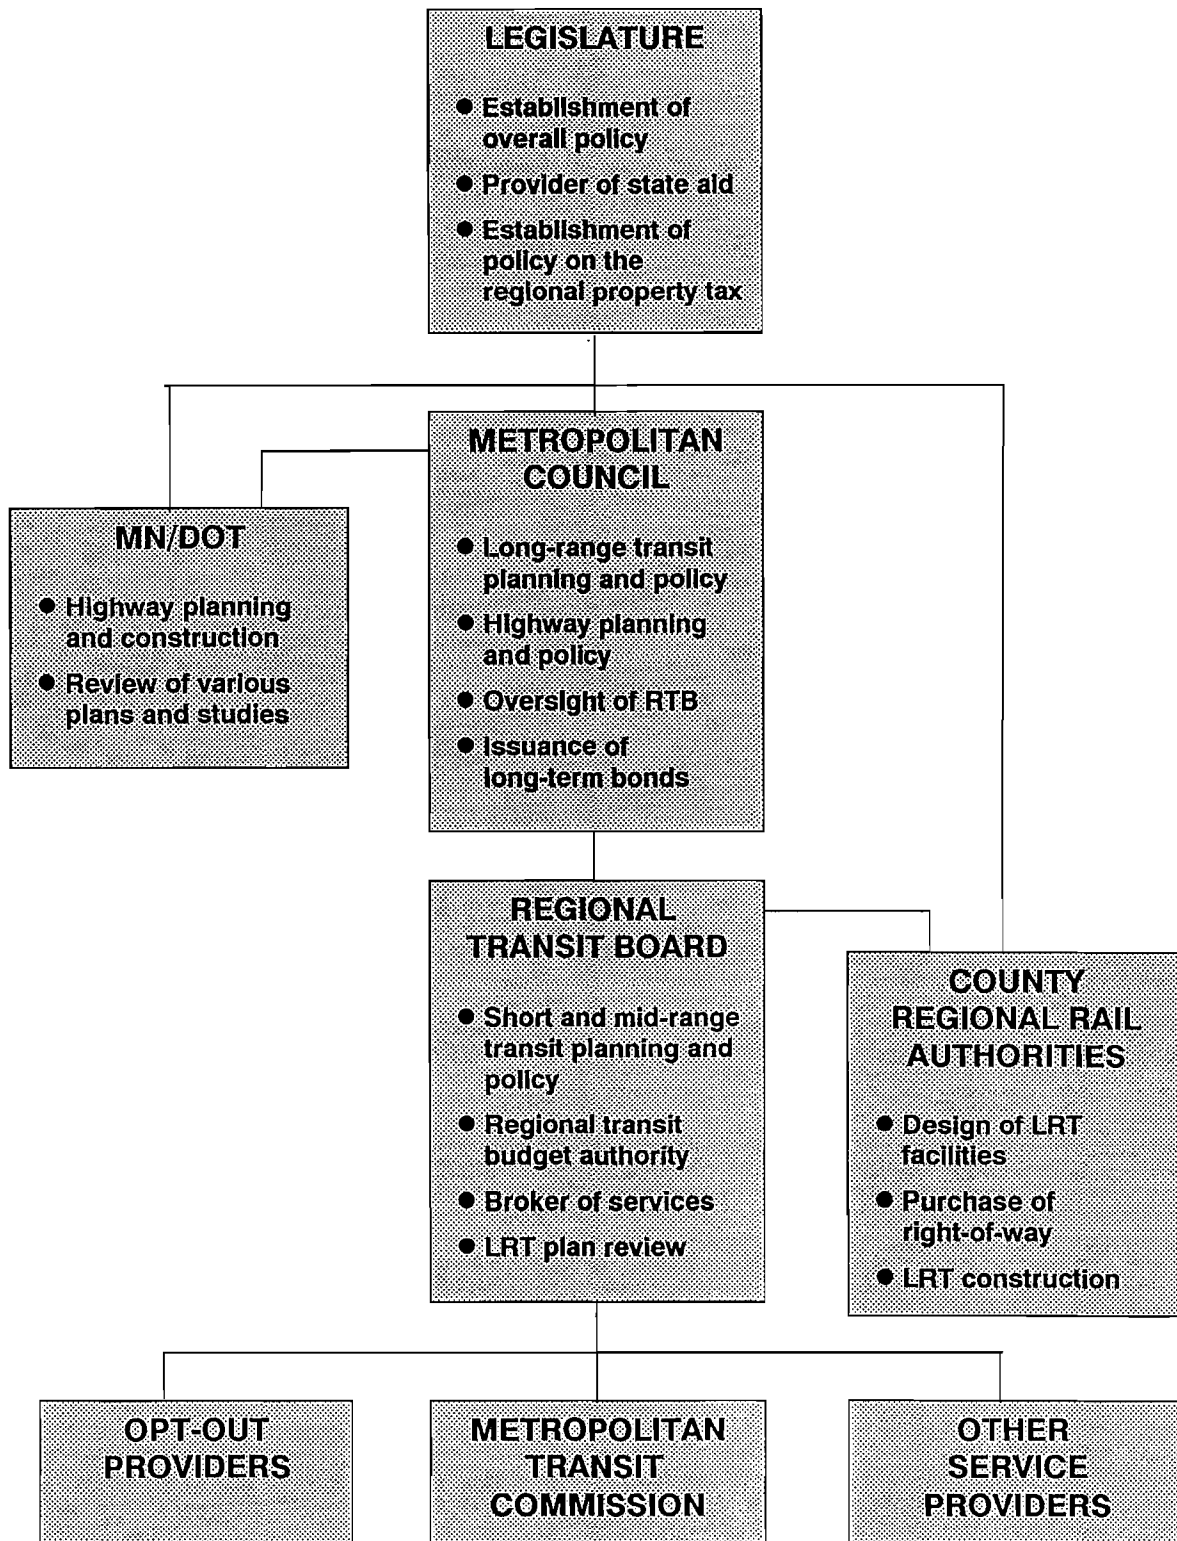 LEGISLATURE
● Establishment of
overall policy
● Provider of state aid
● Establishment of
policy on the
regional property tax
METROPOLITAN
COUNCIL
● Long-range transit
planning and policy
● Highway planning
and policy
● Oversight of RTB
● Issuance of
long-term bonds
MN/DOT
● Highway planning
and construction
● Review of various
plans and studies
REGIONAL
TRANSIT BOARD
● Short and mid-range
transit planning and
policy
● Regional transit
budget authority
● Broker of services
● LRT plan review
COUNTY
REGIONAL RAIL
AUTHORITIES
● Design of LRT
facilities
● Purchase of
right-of-way
● LRT construction
OPT-OUT
PROVIDERS
METROPOLITAN
TRANSIT
COMMISSION
OTHER
SERVICE
PROVIDERS